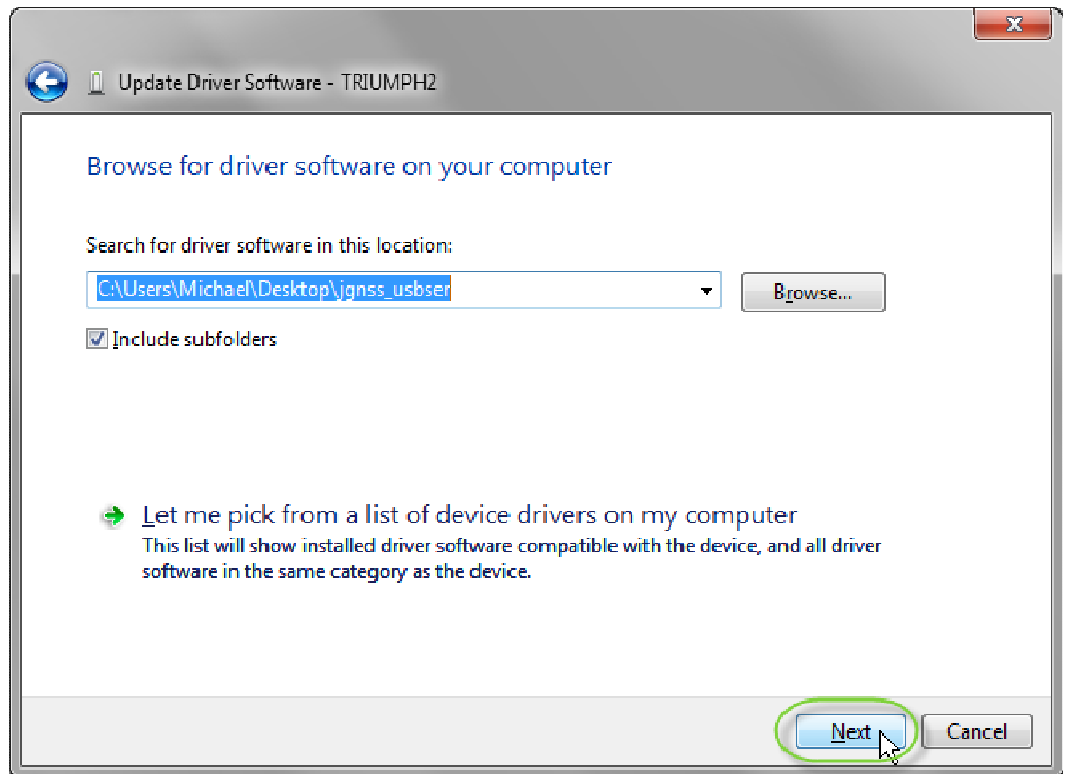 X
Update Driver Software - TRIUMPH2
Browse for driver software on your computer
Search for driver software in this location:
C:\Users\Michael\Desktop\jgnss_usbser
Browse...
Include subfolders
Let me pick from a list of device drivers on my computer
This list will show installed driver software compatible with the device, and all driver
software in the same category as the device.
Next
Cancel